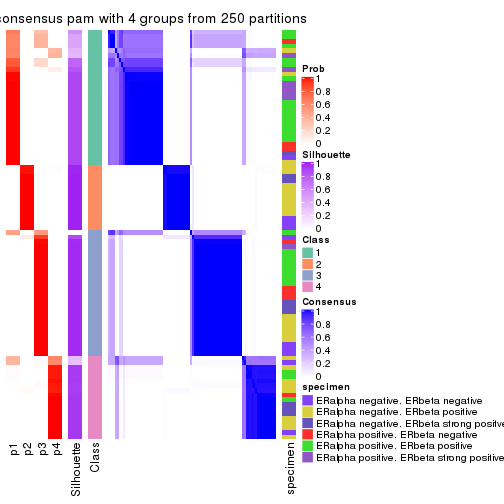 consensus pam with 4 groups from 250 partitions
Prob
1
0.8
0.6
0.4
0.2
0
Silhouette
1
0.8
0.6
0.4
0.2
0
Class
1
2
3
4
Consensus
1
0.8
0.6
0.4
0.2
0
specimen
ERalpha negative. ERbeta negative
ERalpha negative. ERbeta positive
ERalpha negative. ERbeta strong positive
ERalpha positive. ERbeta negative
ERalpha positive. ERbeta positive
ERalpha positive. ERbeta strong positive
p1
p2
p3
p4
Silhouette
Class
specimen